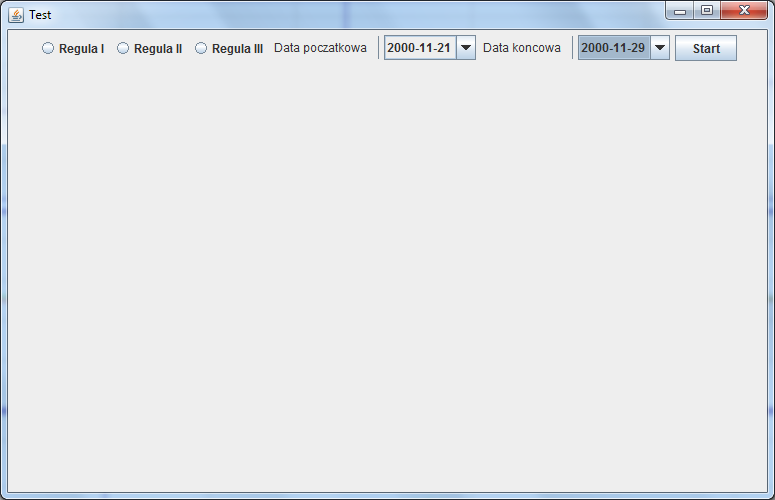 Test
Regula I Regula II Regula III Data poczatkowa 2000-11-21 Data koncowa 2000-11-29 Start